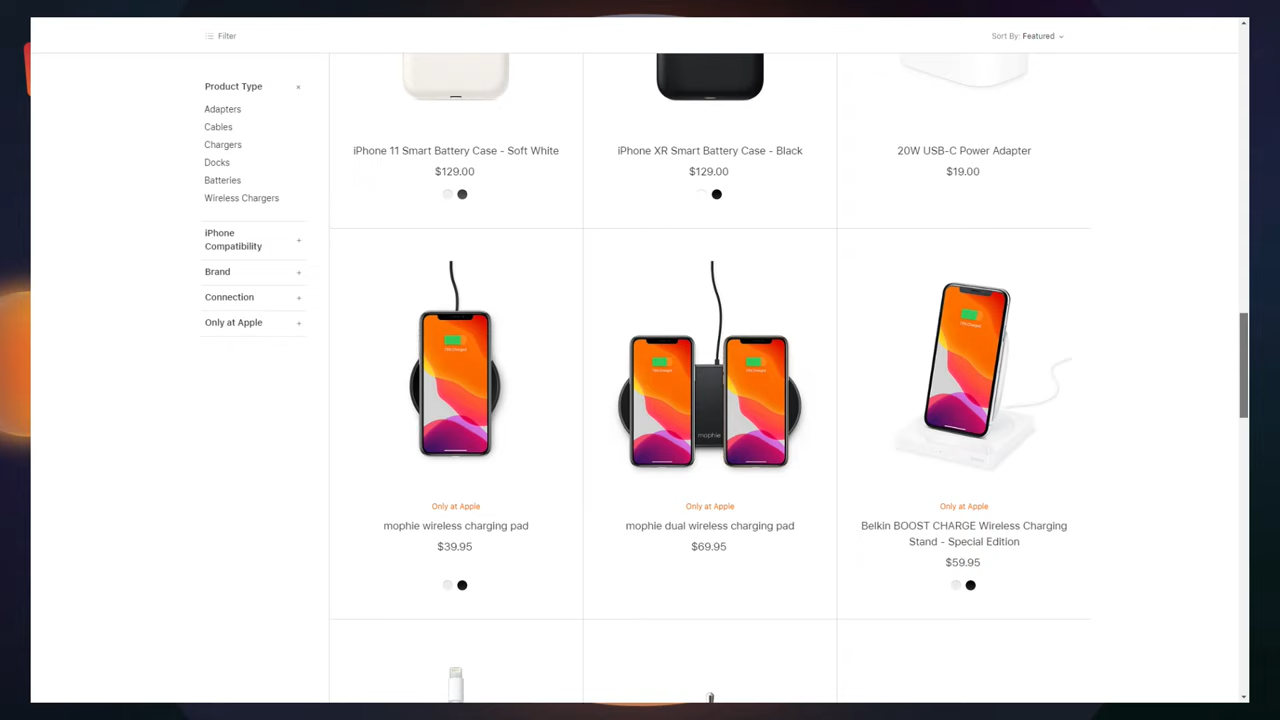 Filter
Sort By: Featured
Product Type
Adapters
Cables
Chargers
Docks
Batteries
Wireless Chargers
iPhone
Compatibility
Brand
Connection
Only at Apple
iPhone 11 Smart Battery Case - Soft White
$129.00
iPhone XR Smart Battery Case - Black
$129.00
20W USB-C Power Adapter
$19.00
mophie
Only at Apple
mophie wireless charging pad
$39.95
Only at Apple
mophie dual wireless charging pad
$69.95
Only at Apple
Belkin BOOST CHARGE Wireless Charging
Stand - Special Edition
$59.95